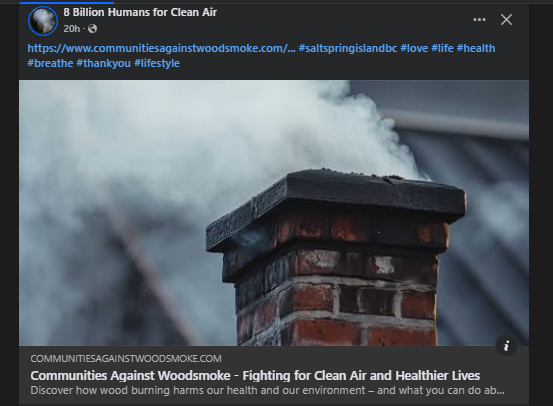 8 Billion Humans for Clean Air
20h ·
https://www.communitiesagainstwoodsmoke.com/... #saltspringislandbc #love #life #health
#breathe #thankyou #lifestyle
COMMUNITIESAGAINSTWOODSMOKE.COM
Communities Against Woodsmoke - Fighting for Clean Air and Healthier Lives
Discover how wood burning harms our health and our environment – and what you can do ab...